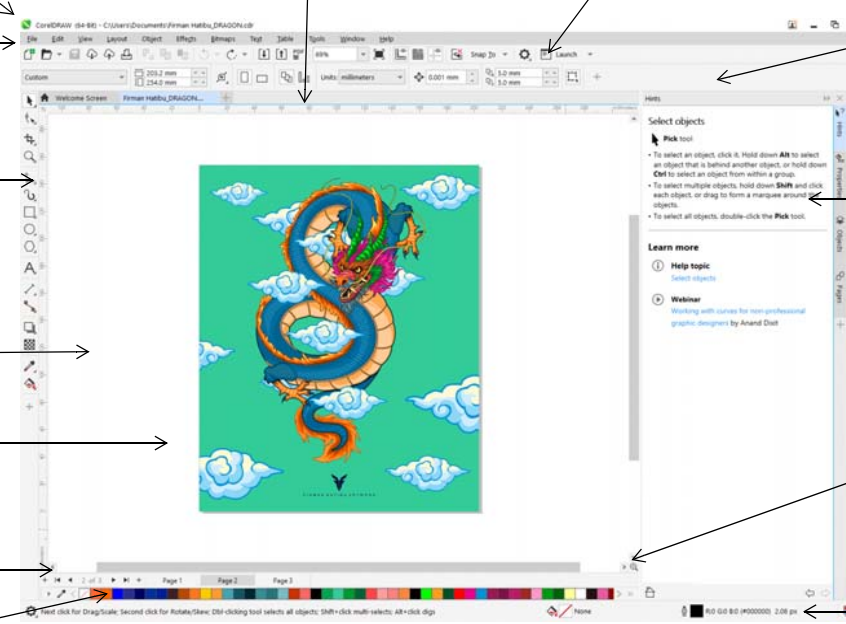 CorelDRAW (64-Bit) - C:\Users\Documents\Firman Hatibu_DRAGON.cdr
File Edit View Layout Object Effects Bitmaps Text Table Tools Window Help
69% Snap To Launch
Custom 203.2 mm Units: millimeters 0.001 mm 5.0 mm
254.0 mm 5.0 mm
Welcome Screen Firman Hatibu_DRAGON...
Hints
Select objects
Pick tool
• To select an object, click it. Hold down Alt to select
an object that is behind another object, or hold down
Ctrl to select an object from within a group.
• To select multiple objects, hold down Shift and click
each object, or drag to form a marquee around the
objects.
• To select all objects, double-click the Pick tool.
Learn more
Help topic
Select objects
Webinar
Working with curves for non-professional
graphic designers by Anand Dixit
Hints
Properties
Objects
Pages
2 of 3 Page 1 Page 2 Page 3
Next click for Drag/Scale; Second click for Rotate/Skew; Dbl-clicking tool selects all objects; Shift+click multi-selects; Alt+click digs
None
R:0 G:0 B:0 (#000000) 2.08 px